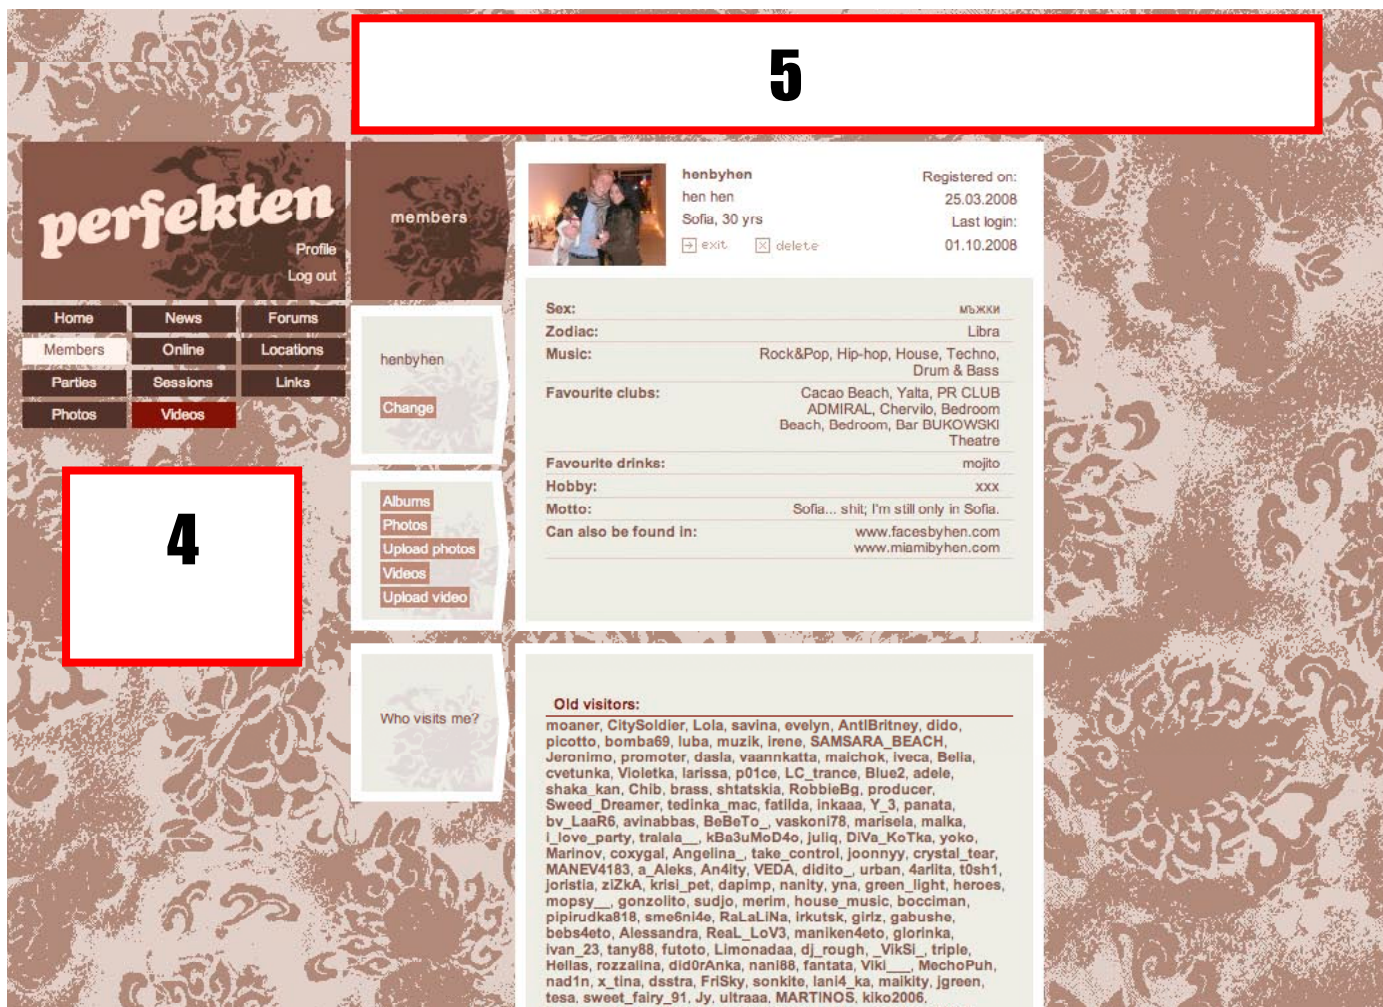 5
perfekten
Profile
Log out
members
henbyhen
hen hen
Sofia, 30 yrs
exit
delete
Registered on:
25.03.2008
Last login:
01.10.2008
Home
News
Forums
Members
Online
Locations
Parties
Sessions
Links
Photos
Videos
henbyhen
Change
Albums
Photos
Upload photos
Videos
Upload video
Who visits me?
4
Sex: мъжки
Zodiac: Libra
Music: Rock&Pop, Hip-hop, House, Techno,
Drum & Bass
Favourite clubs: Cacao Beach, Yalta, PR CLUB
ADMIRAL, Chervilo, Bedroom
Beach, Bedroom, Bar BUKOWSKI
Theatre
Favourite drinks: mojito
Hobby: xxx
Motto: Sofia... shit; I'm still only in Sofia.
Can also be found in: www.facesbyhen.com
www.miamibyhen.com
Old visitors:
moaner, CitySoldier, Lola, savina, evelyn, AntiBritney, dido,
picotto, bomba69, luba, muzik, irene, SAMSARA_BEACH,
Jeronimo, promoter, dasla, vaannkatta, malchok, iveca, Belia,
cvetunka, Violetka, larissa, p01ce, LC_trance, Blue2, adele,
shaka_kan, Chib, brass, shtatskia, RobbieBg, producer,
Sweed_Dreamer, tedinka_mac, fatilda, inkaaa, Y_3, panata,
bv_LaaR6, avinabbas, BeBeTo_, vaskoni78, marisela, malka,
i_love_party, tralala__, kBa3uMoD4o, juliq, DiVa_KoTka, yoko,
Marinov, coxygal, Angelina_, take_control, joonnyy, crystal_tear,
MANEV4183, a_Aleks, An4ity, VEDA, didito_, urban, 4arlita, t0sh1,
joristia, ziZkA, krisi_pet, dapimp, nanity, yna, green_light, heroes,
mopsy__, gonzolito, sudjo, merim, house_music, bocciman,
pipirudka818, sme6ni4e, RaLaLiNa, irkutsk, girlz, gabushe,
bebs4eto, Alessandra, ReaL_LoV3, maniken4eto, glorinka,
ivan_23, tany88, fututo, Limonadaa, dj_rough, _VikSi_, triple,
Hellas, rozzalina, did0rAnka, nani88, fantata, Viki___, MechoPuh,
nad1n, x_tina, dsstra, FriSky, sonkite, lani4_ka, maikity, jgreen,
tesa, sweet_fairy_91, Jy, ultraaa, MARTINOS, kiko2006,